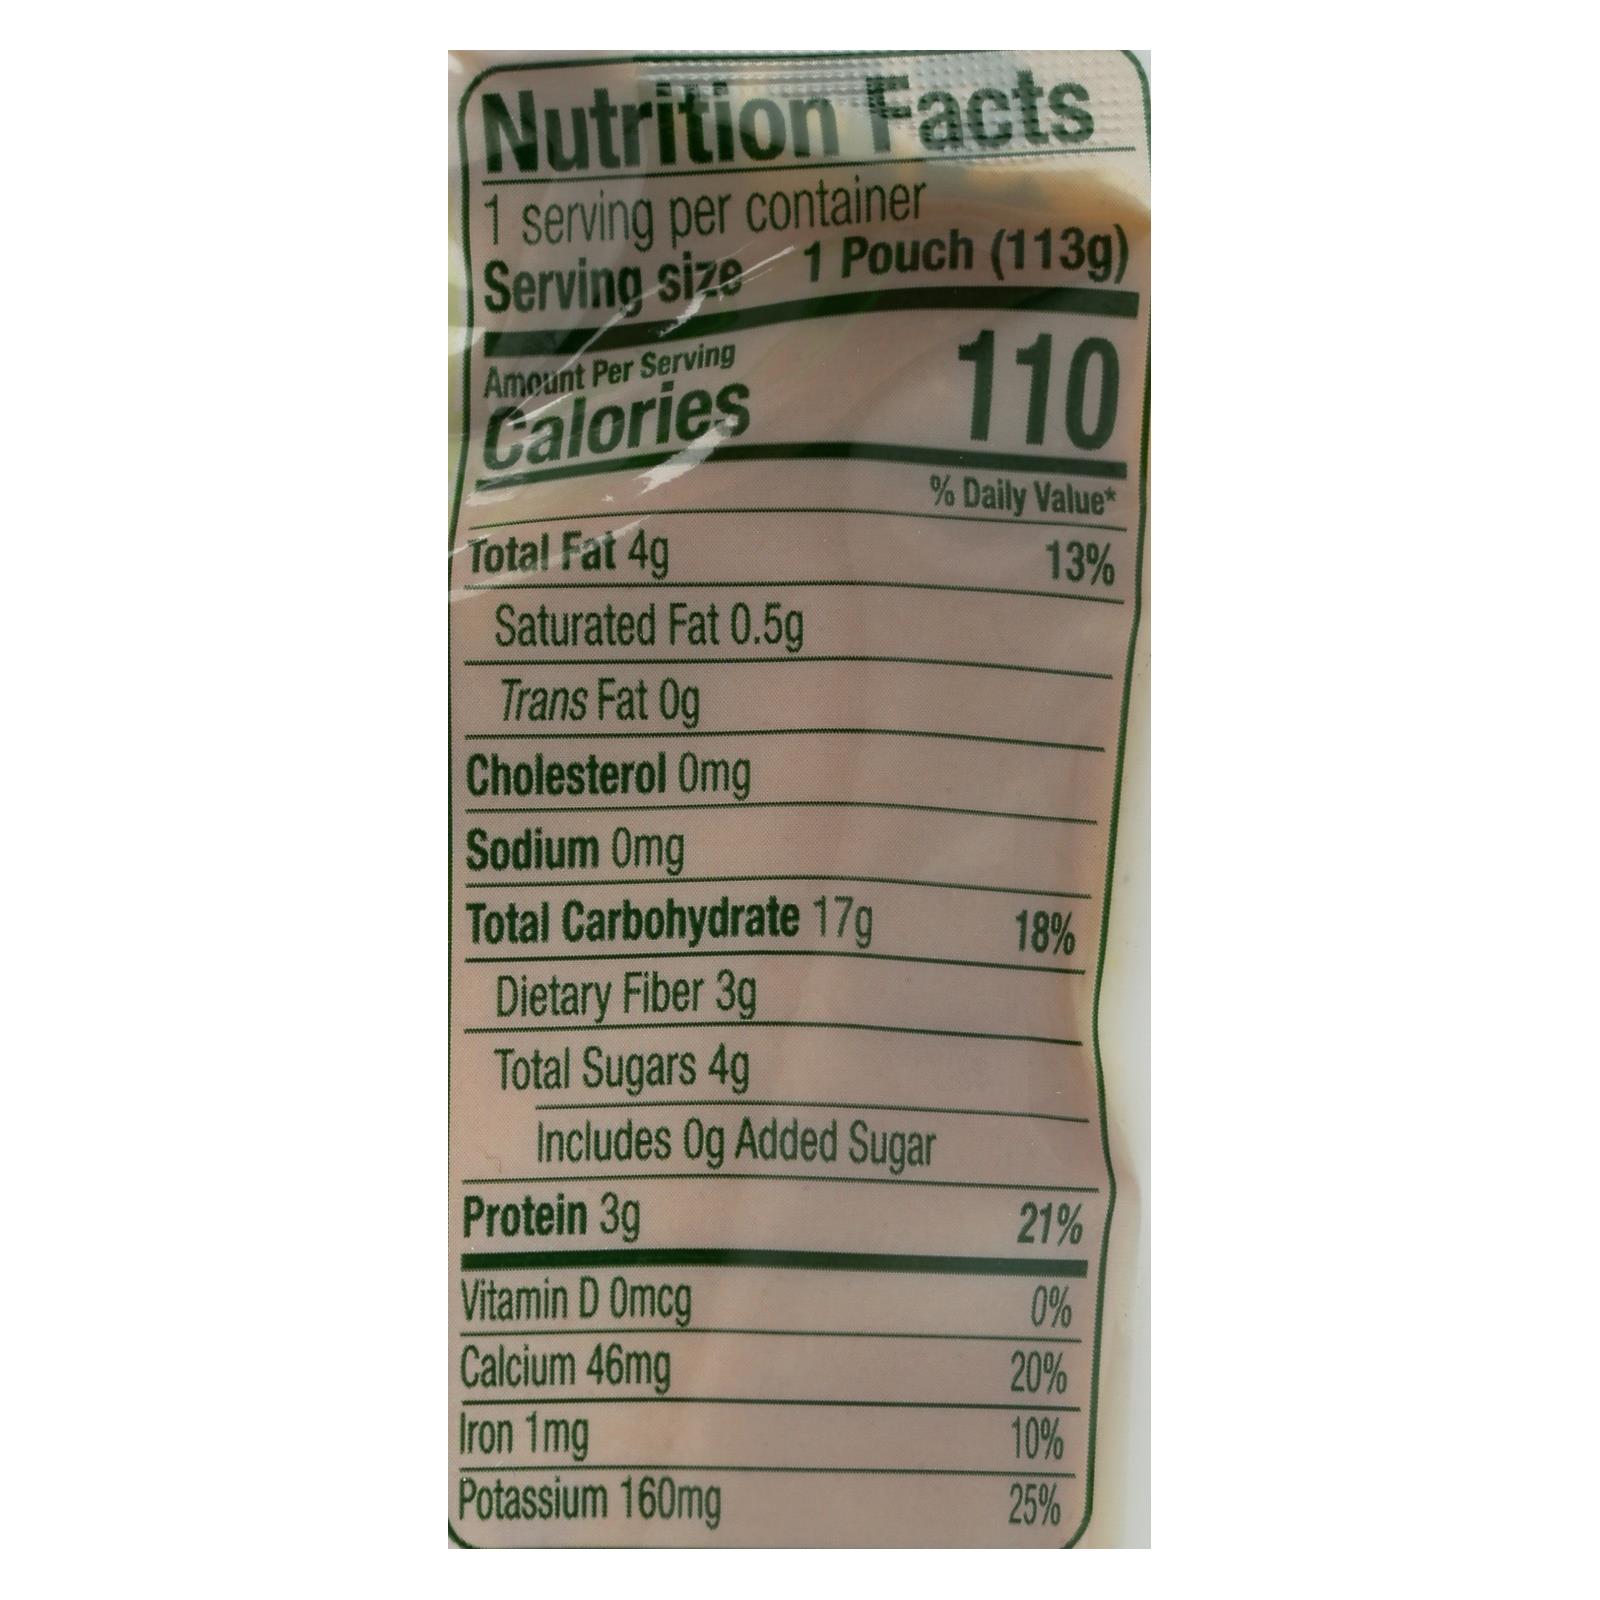 Nutrition Facts
1 serving per container
Serving size 1 Pouch (113g)
Amount Per Serving
Calories 110
% Daily Value*
Total Fat 4g 13%
Saturated Fat 0.5g
Trans Fat 0g
Cholesterol 0mg
Sodium 0mg
Total Carbohydrate 17g 18%
Dietary Fiber 3g
Total Sugars 4g
Includes 0g Added Sugar
Protein 3g 21%
Vitamin D 0mcg 0%
Calcium 46mg 20%
Iron 1mg 10%
Potassium 160mg 25%